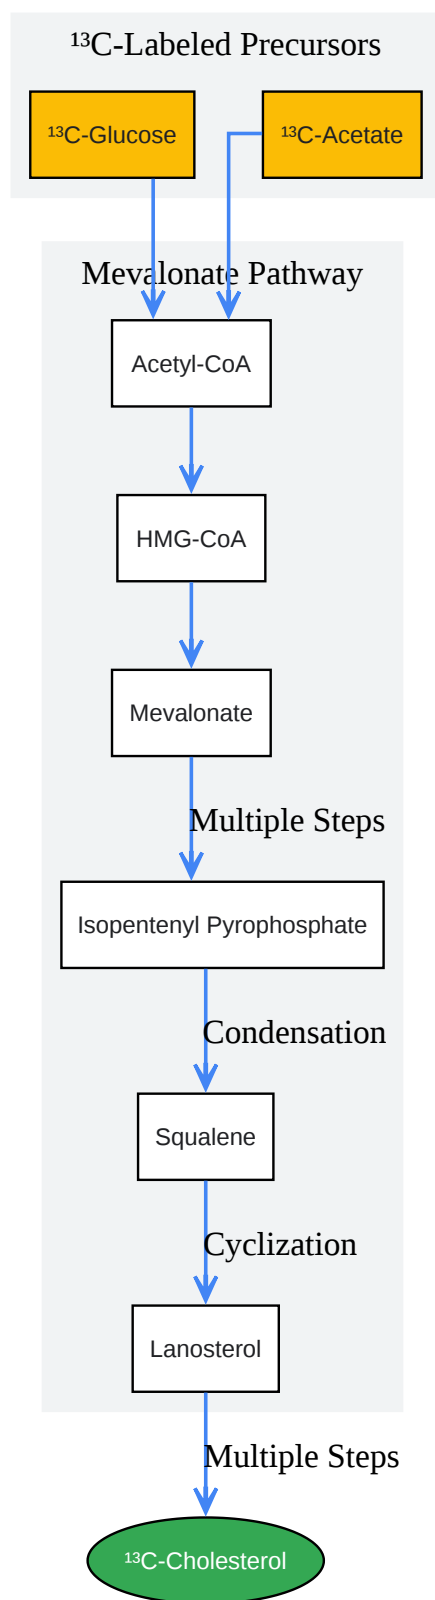 ¹³C-Labeled Precursors
¹³C-Glucose
¹³C-Acetate
Mevalonate Pathway
Acetyl-CoA
HMG-CoA
Mevalonate
Multiple Steps
Isopentenyl Pyrophosphate
Condensation
Squalene
Cyclization
Lanosterol
Multiple Steps
¹³C-Cholesterol